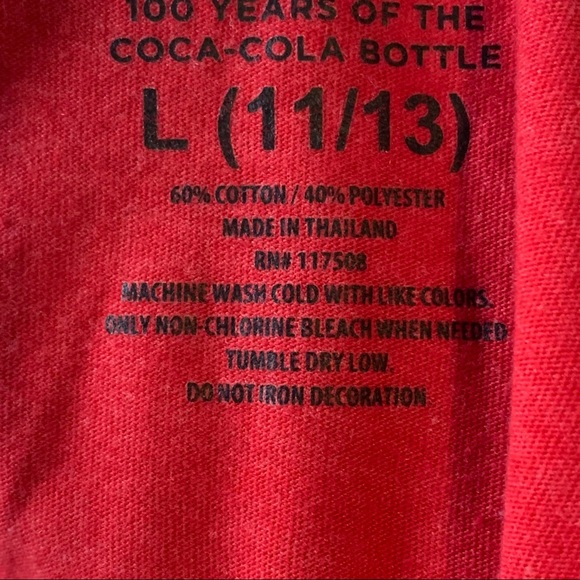 100 YEARS OF THE
COCA-COLA BOTTLE
L (11/13)
60% COTTON / 40% POLYESTER
MADE IN THAILAND
RN# 117508
MACHINE WASH COLD WITH LIKE COLORS.
ONLY NON-CHLORINE BLEACH WHEN NEEDED
TUMBLE DRY LOW.
DO NOT IRON DECORATION